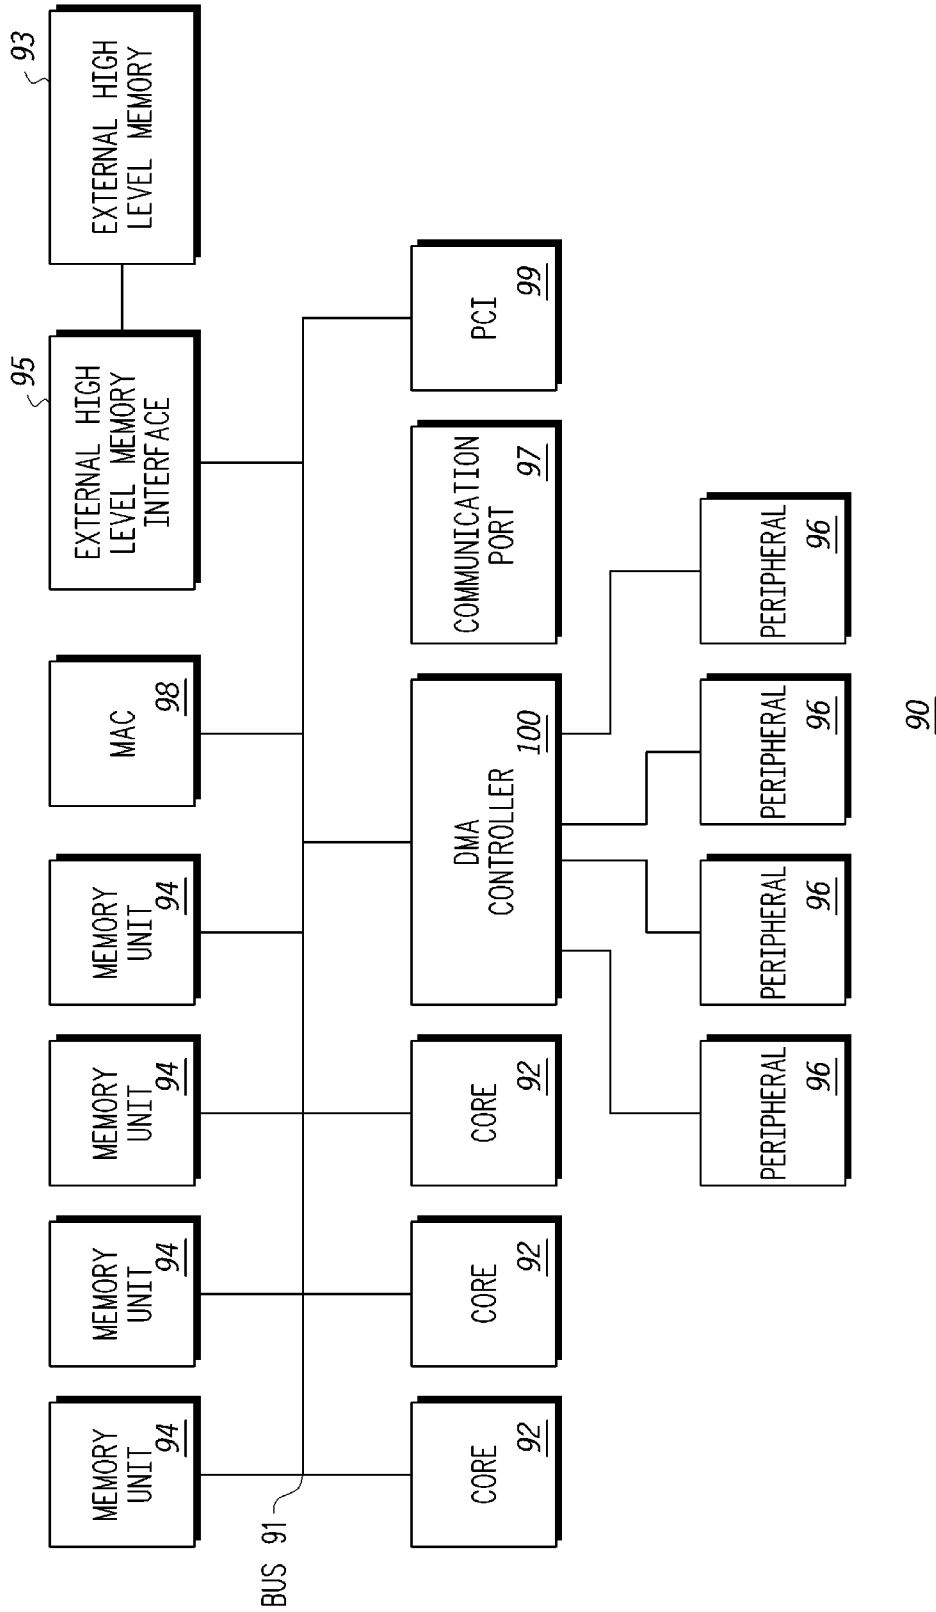 MEMORY
UNIT
94
MEMORY
UNIT
94
MEMORY
UNIT
94
MEMORY
UNIT
94
MAC
98
95
EXTERNAL HIGH
LEVEL MEMORY
INTERFACE
93
EXTERNAL HIGH
LEVEL MEMORY
BUS 91
CORE
92
CORE
92
CORE
92
DMA
CONTROLLER
100
COMMUNICATION
PORT
97
PCI
99
PERIPHERAL
96
PERIPHERAL
96
PERIPHERAL
96
PERIPHERAL
96
90